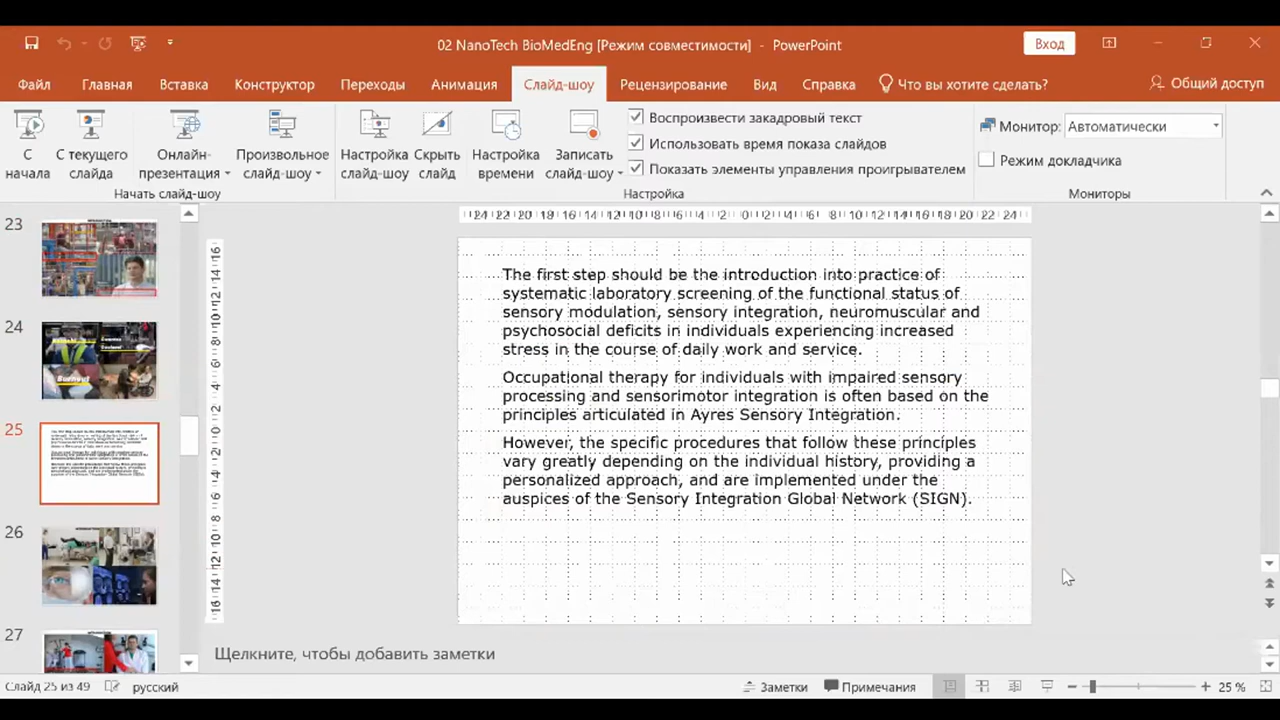 02 NanoTech BioMedEng [Режим совместимости] - PowerPoint
Вход
Файл
Главная
Вставка
Конструктор
Переходы
Анимация
Слайд-шоу
Рецензирование
Вид
Справка
Что вы хотите сделать?
Общий доступ
С начала
С текущего слайда
Онлайн-презентация
Произвольное слайд-шоу
Начать слайд-шоу
Настройка слайд-шоу
Скрыть слайд
Настройка времени
Записать слайд-шоу
Воспроизвести закадровый текст
Использовать время показа слайдов
Показать элементы управления проигрывателем
Настройка
Монитор: Автоматически
Режим докладчика
Мониторы
23
24
25
26
27
The first step should be the introduction into practice of
systematic laboratory screening of the functional status of
sensory modulation, sensory integration, neuromuscular and
psychosocial deficits in individuals experiencing increased
stress in the course of daily work and service.
Occupational therapy for individuals with impaired sensory
processing and sensorimotor integration is often based on the
principles articulated in Ayres Sensory Integration.
However, the specific procedures that follow these principles
vary greatly depending on the individual history, providing a
personalized approach, and are implemented under the
auspices of the Sensory Integration Global Network (SIGN).
Щелкните, чтобы добавить заметки
Слайд 25 из 49
русский
Заметки
Примечания
25 %